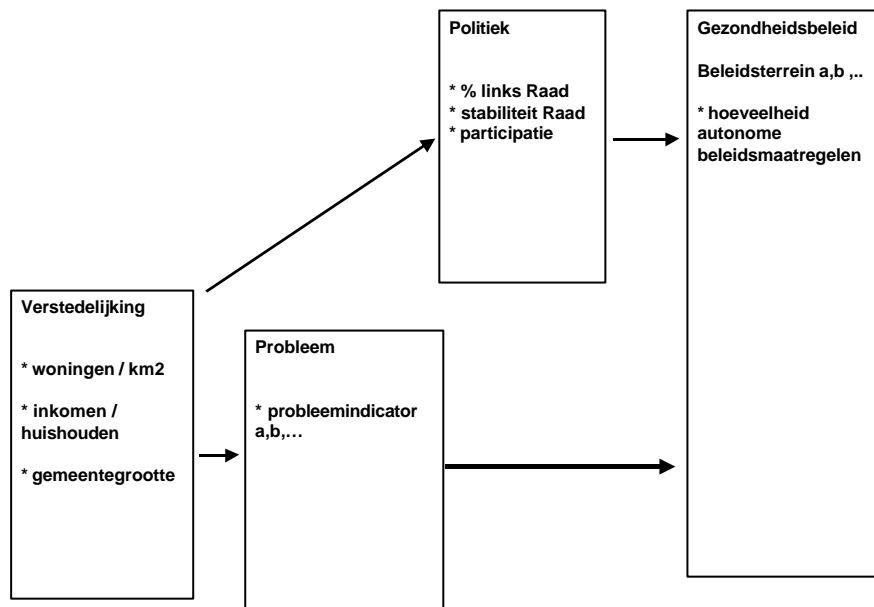 Politiek
* % links Raad
* stabiliteit Raad
* participatie
Gezondheidsbeleid
Beleidsterrein a,b ,..
* hoeveelheid
autonome
beleidsmaatregelen
Verstedelijking
* woningen / km2
* inkomen /
huishouden
* gemeentegrootte
Probleem
* probleemindicator
a,b,...